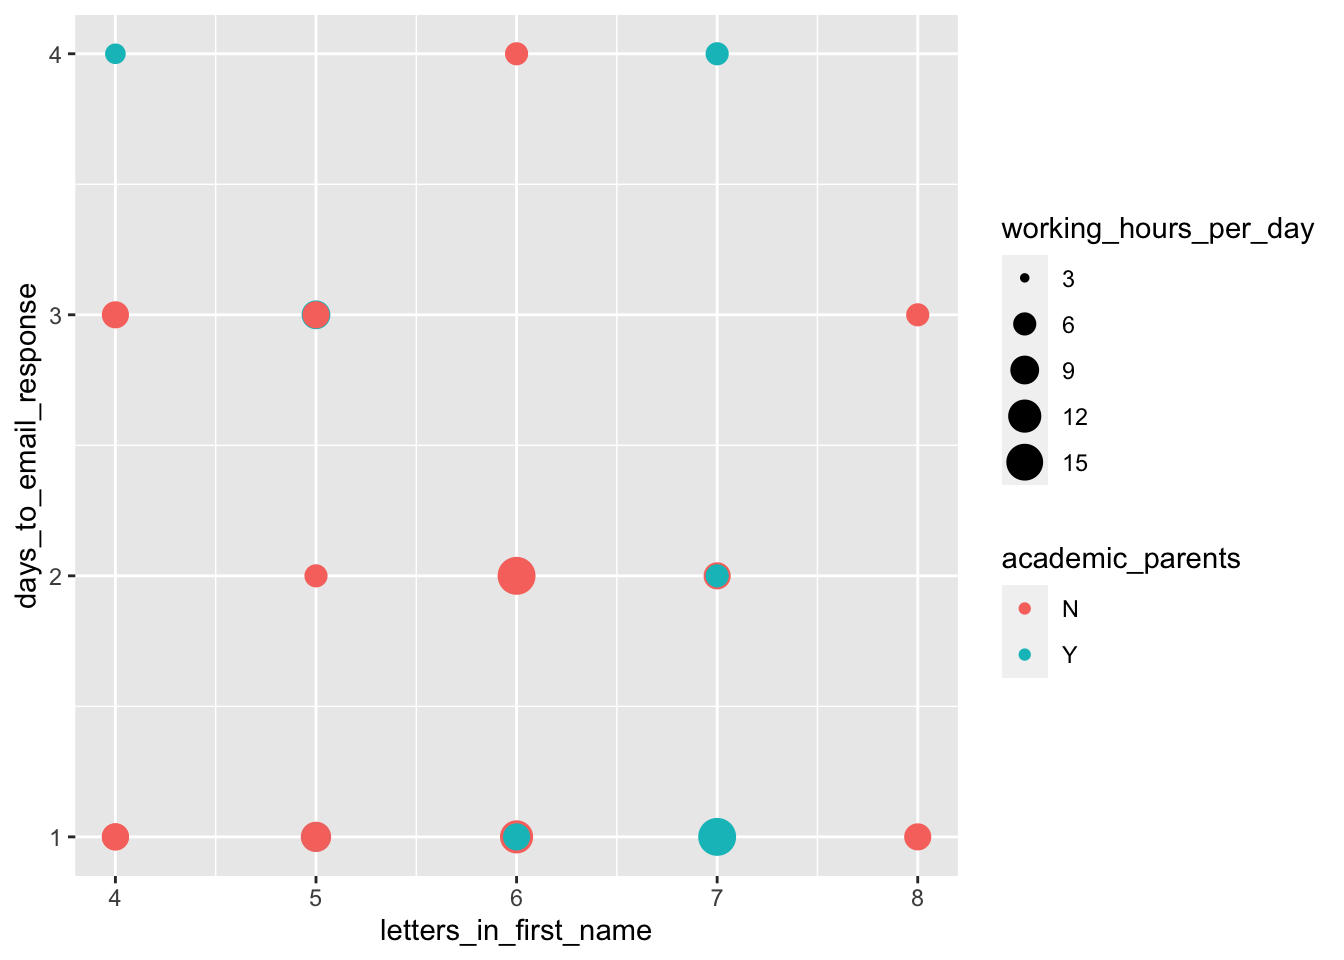 4
3
2
1
days_to_email_response
4 5 6 7 8
letters_in_first_name
working_hours_per_day
3
6
9
12
15
academic_parents
N
Y